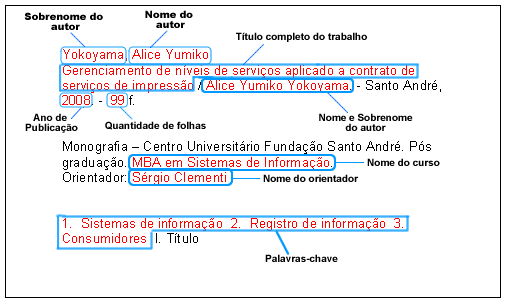 Sobrenome do
autor
Nome do
autor
Yokoyama, Alice Yumiko
Título completo do trabalho
Gerenciamento de níveis de serviços aplicado a contrato de
serviços de impressão / Alice Yumiko Yokoyama. - Santo André,
2008. - 99 f.
Ano de
Publicação
Quantidade de folhas
Nome e Sobrenome
do autor
Monografia – Centro Universitário Fundação Santo André. Pós
graduação. MBA em Sistemas de Informação.
Nome do curso
Orientador: Sérgio Clementi
Nome do orientador
1. Sistemas de informação 2. Registro de informação 3.
Consumidores I. Título
Palavras-chave